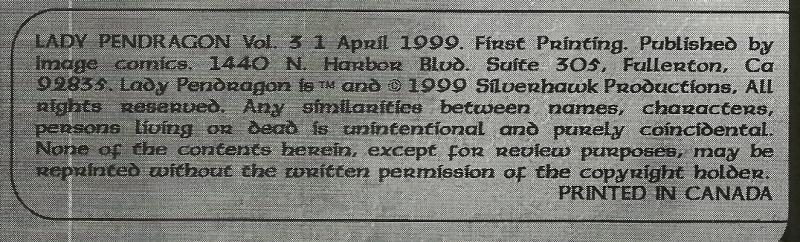 LADY PENDRAGON Vol. 3 1 April 1999. First Printing. Published by
image comics. 1440 N. Harbor Blvd. Suite 305, Fullerton, Ca
92835. Lady Pendragon is ™ and © 1999 Silverhawk Productions, All
rights reserved. Any similarities between names, characters,
persons living or dead is unintentional and purely coincidental.
None of the contents herein, except for review purposes, may be
reprinted without the written permission of the copyright holder.
PRINTED IN CANADA